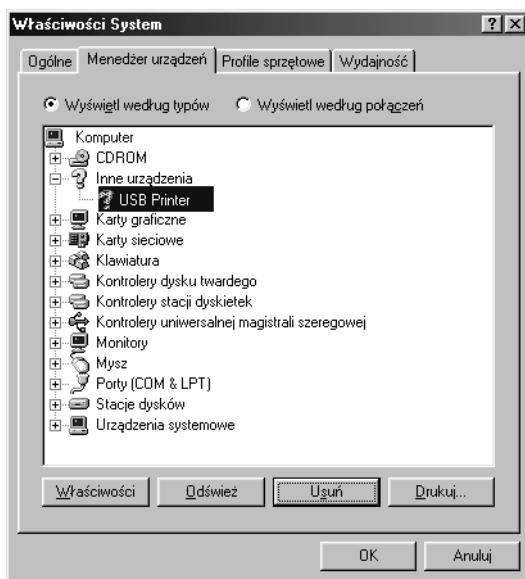 Właściwości System
Ogólne Menedżer urządzeń Profile sprzętowe Wydajność
Wyświetl według typów Wyświetl według połączeń
Komputer
CDROM
Inne urządzenia
USB Printer
Karty graficzne
Karty sieciowe
Klawiatura
Kontrolery dysku twardego
Kontrolery stacji dyskietek
Kontrolery uniwersalnej magistrali szeregowej
Monitory
Mysz
Porty (COM & LPT)
Stacje dysków
Urządzenia systemowe
Właściwości Odśwież Usuń Drukuj...
OK Anuluj